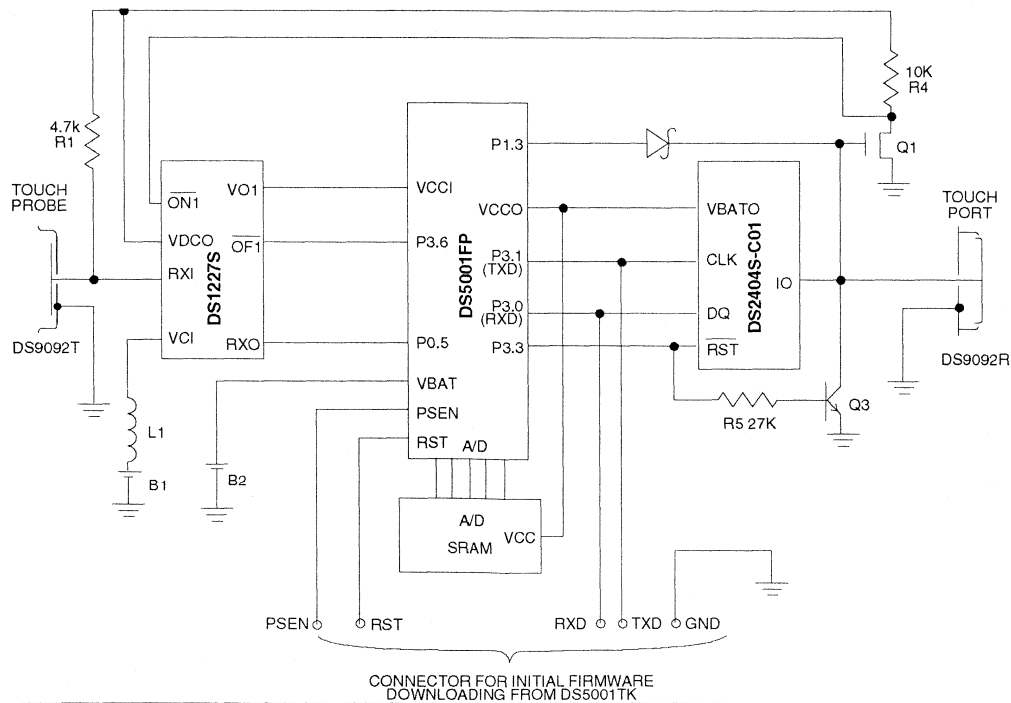 10K
R4
4.7k
R1
P1.3
Q1
TOUCH
PROBE
ON1
VO1
VCCI
VCCO
VBATO
TOUCH
PORT
VDCO
OF1
P3.6
P3.1
(TXD)
CLK
RXI
DS1227S
DS5001FP
DS2404S-C01
IO
P3.0
(RXD)
DQ
VCI
RXO
P0.5
P3.3
RST
DS9092T
DS9092R
VBAT
PSEN
RST
A/D
R5 27K
Q3
L1
B1
B2
A/D
SRAM
VCC
PSEN
RST
RXD
TXD
GND
CONNECTOR FOR INITIAL FIRMWARE
DOWNLOADING FROM DS5001TK